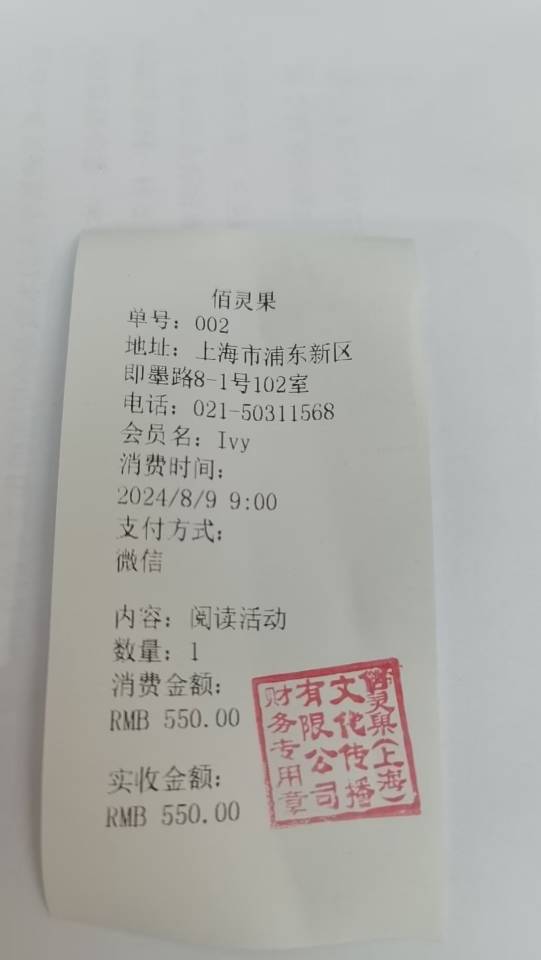 佰灵果
单号：002
地址：上海市浦东新区
即墨路8-1号102室
电话：021-50311568
会员名：Ivy
消费时间：
2024/8/9 9:00
支付方式：
微信
内容：阅读活动
数量：1
消费金额：
RMB 550.00
实收金额：
RMB 550.00
佰灵果(上海)
文化传播
有限公司
财务专用章